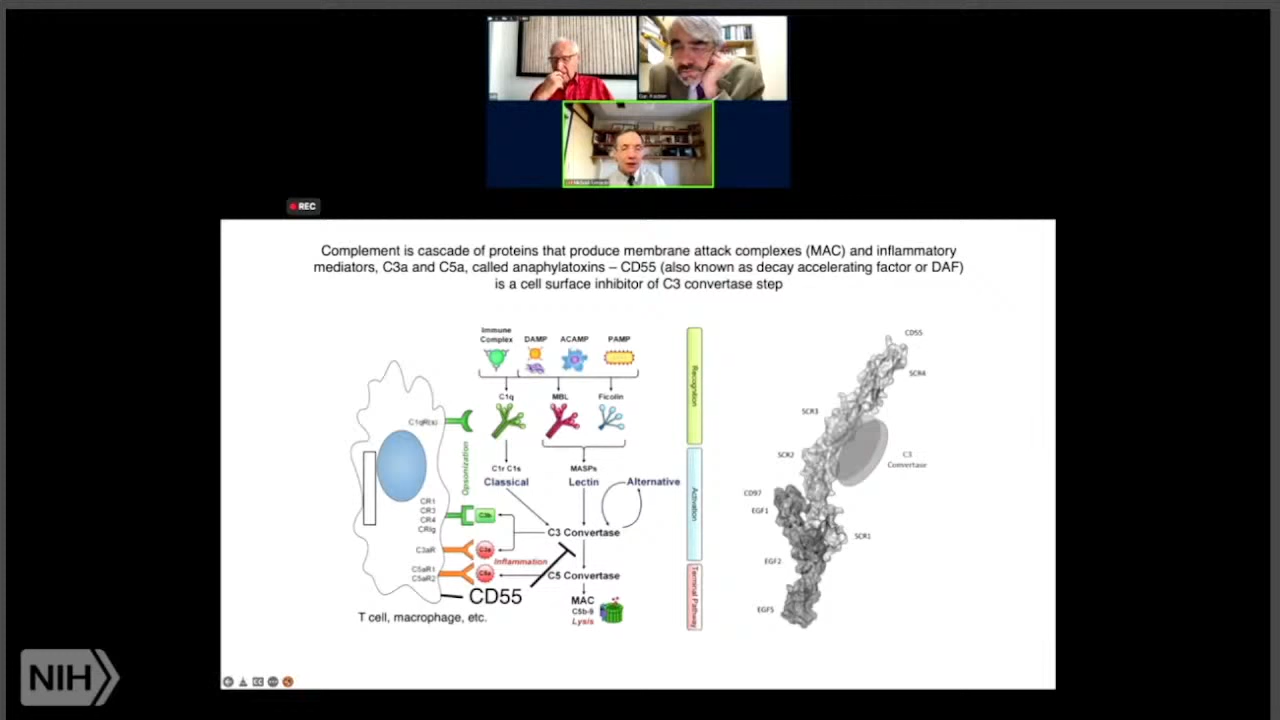 REC
Complement is cascade of proteins that produce membrane attack complexes (MAC) and inflammatory
mediators, C3a and C5a, called anaphylatoxins – CD55 (also known as decay accelerating factor or DAF)
is a cell surface inhibitor of C3 convertase step
Immune
Complex
DAMP
ACAMP
PAMP
C1q
MBL
Ficolin
C1qR(s)
Opsonization
C1r C1s
MASPs
Classical
Lectin
Alternative
CR1
CR3
CR4
CRIg
C3b
C3 Convertase
C3aR
C3a
Inflammation
C5aR1
C5aR2
C5a
C5 Convertase
CD55
MAC
C5b-9
Lysis
T cell, macrophage, etc.
Recognition
Activation
Terminal Pathway
CD55
SCR4
SCR3
SCR2
C3
Convertase
CD97
EGF1
SCR1
EGF2
EGF5
NIH